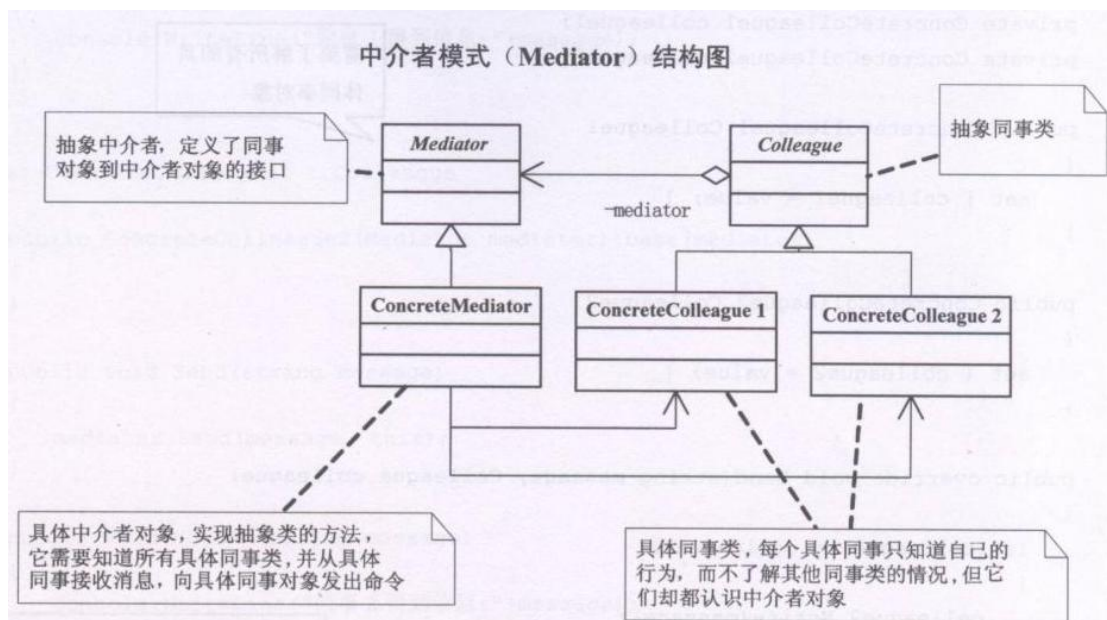 中介者模式（Mediator）结构图
抽象中介者，定义了同事
对象到中介者对象的接口
Mediator
Colleague
抽象同事类
-mediator
ConcreteMediator
ConcreteColleague 1
ConcreteColleague 2
具体中介者对象，实现抽象类的方法，
它需要知道所有具体同事类，并从具体
同事接收消息，向具体同事对象发出命令
具体同事类，每个具体同事只知道自己的
行为，而不了解其他同事类的情况，但它
们却都认识中介者对象